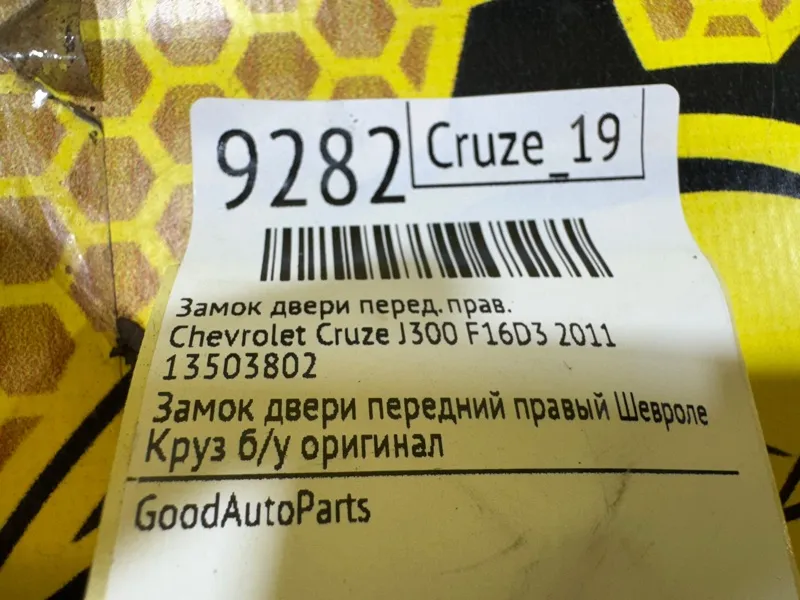 9282 Cruze_19
Замок двери перед. прав.
Chevrolet Cruze J300 F16D3 2011
13503802
Замок двери передний правый Шевроле
Круз б/у оригинал
GoodAutoParts